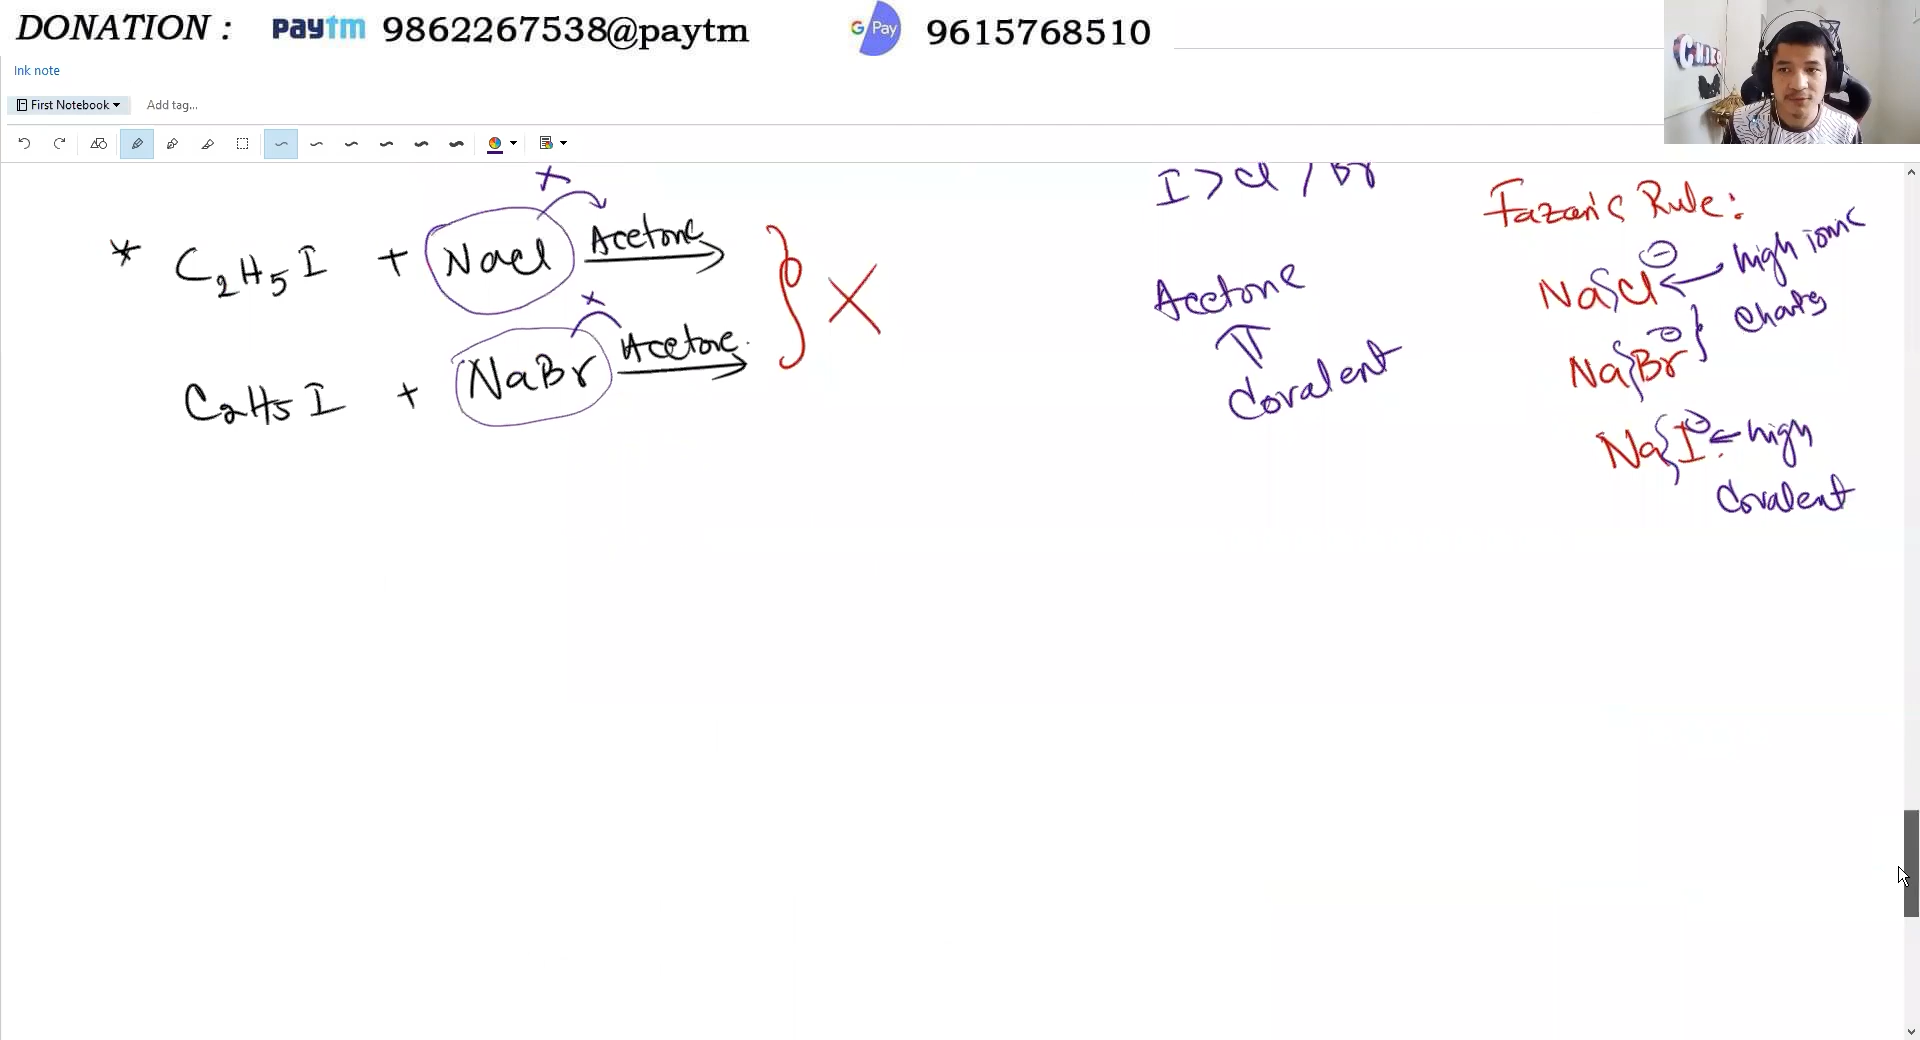 DONATION : paytm 9862267538@paytm G Pay 9615768510
Ink note
First Notebook Add tag...
I > Cl / Br
Fazan's Rule:
* C2H5I + NaCl Acetone X
C2H5I + NaBr Acetone
Acetone
Covalent
NaCl⊖ ← high ionic
Charg
NaBr⊖
NaI⊖ ← high
Covalent